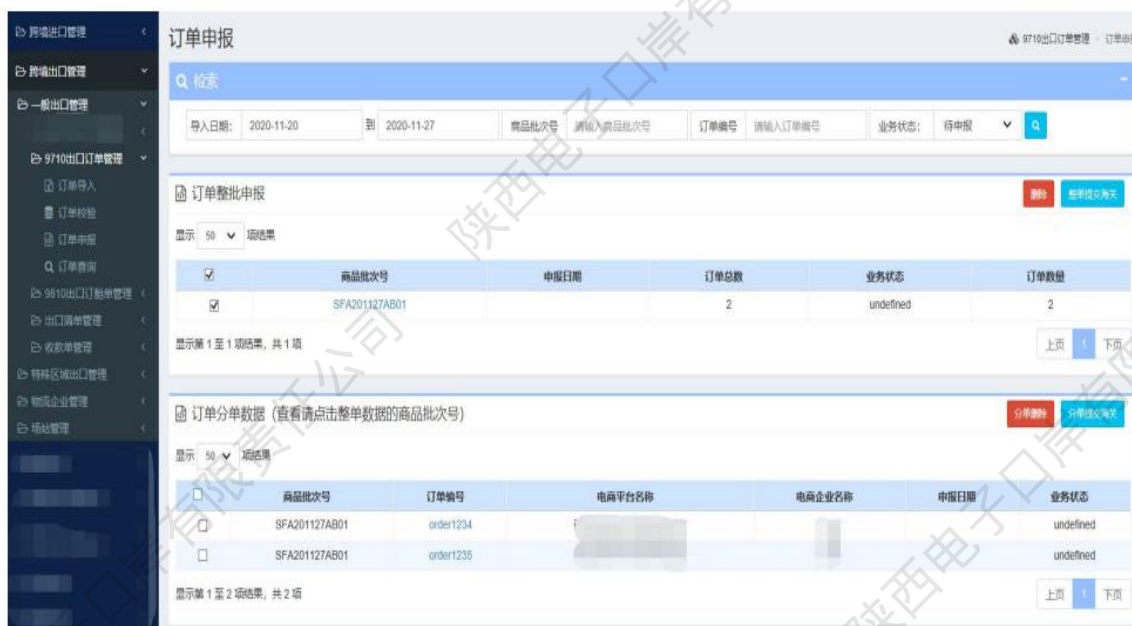 跨境进口管理
跨境出口管理
一般出口管理
9710出口订单管理
订单导入
订单校验
订单申报
订单查询
9810出口订舱单管理
出口清单管理
收款单管理
特殊区域出口管理
物流企业管理
场站管理
订单申报
9710出口订单管理 - 订单申报
检索
导入日期: 2020-11-20 到 2020-11-27 商品批次号 请输入商品批次号 订单编号 请输入订单编号 业务状态: 待申报
订单整批申报 删除 整单提交海关
显示 50 项结果
商品批次号 申报日期 订单总数 业务状态 订单数量
SFA201127AB01 2 undefined 2
显示第 1 至 1 项结果, 共 1 项 上页 1 下页
订单分单数据 (查看请点击整单数据的商品批次号) 分单删除 分单提交海关
显示 50 项结果
商品批次号 订单编号 电商平台名称 电商企业名称 申报日期 业务状态
SFA201127AB01 order1234 undefined
SFA201127AB01 order1235 undefined
显示第 1 至 2 项结果, 共 2 项 上页 1 下页
陕西电子口岸有限责任公司